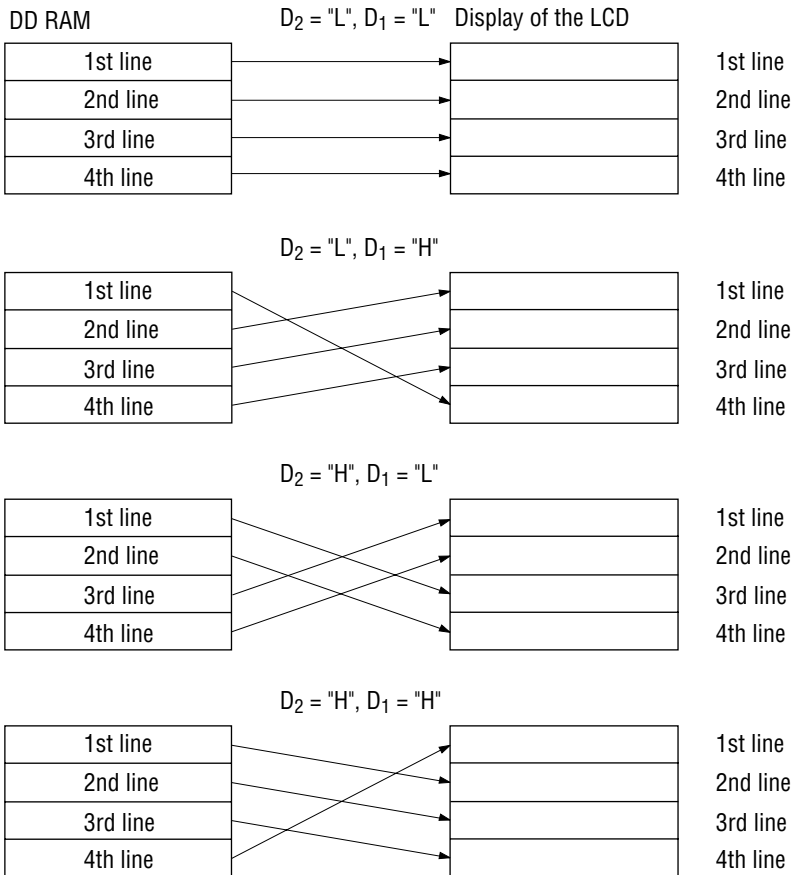 DD RAM D₂ = "L", D₁ = "L" Display of the LCD
1st line 1st line
2nd line 2nd line
3rd line 3rd line
4th line 4th line
D₂ = "L", D₁ = "H"
1st line 1st line
2nd line 2nd line
3rd line 3rd line
4th line 4th line
D₂ = "H", D₁ = "L"
1st line 1st line
2nd line 2nd line
3rd line 3rd line
4th line 4th line
D₂ = "H", D₁ = "H"
1st line 1st line
2nd line 2nd line
3rd line 3rd line
4th line 4th line